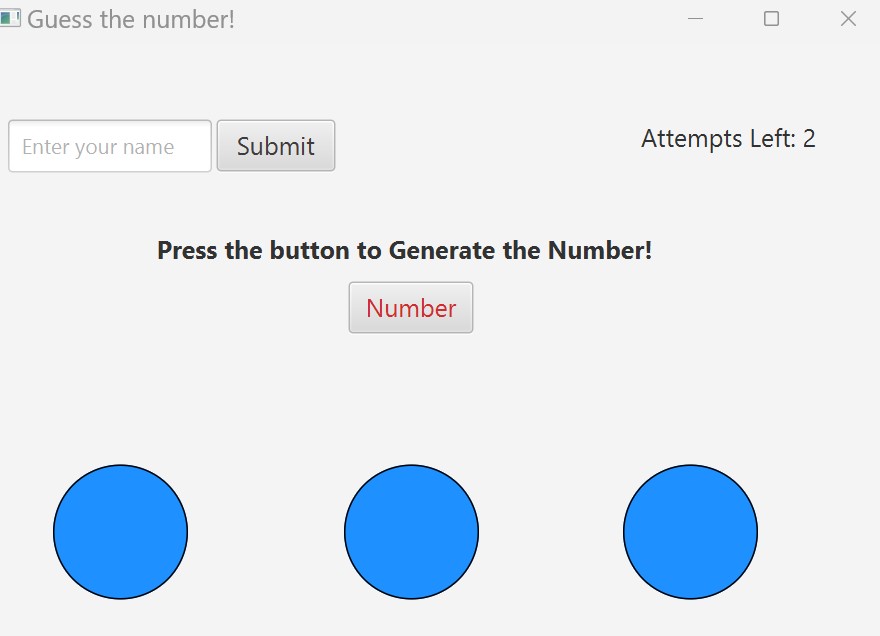 Guess the number!
Enter your name
Submit
Attempts Left: 2
Press the button to Generate the Number!
Number